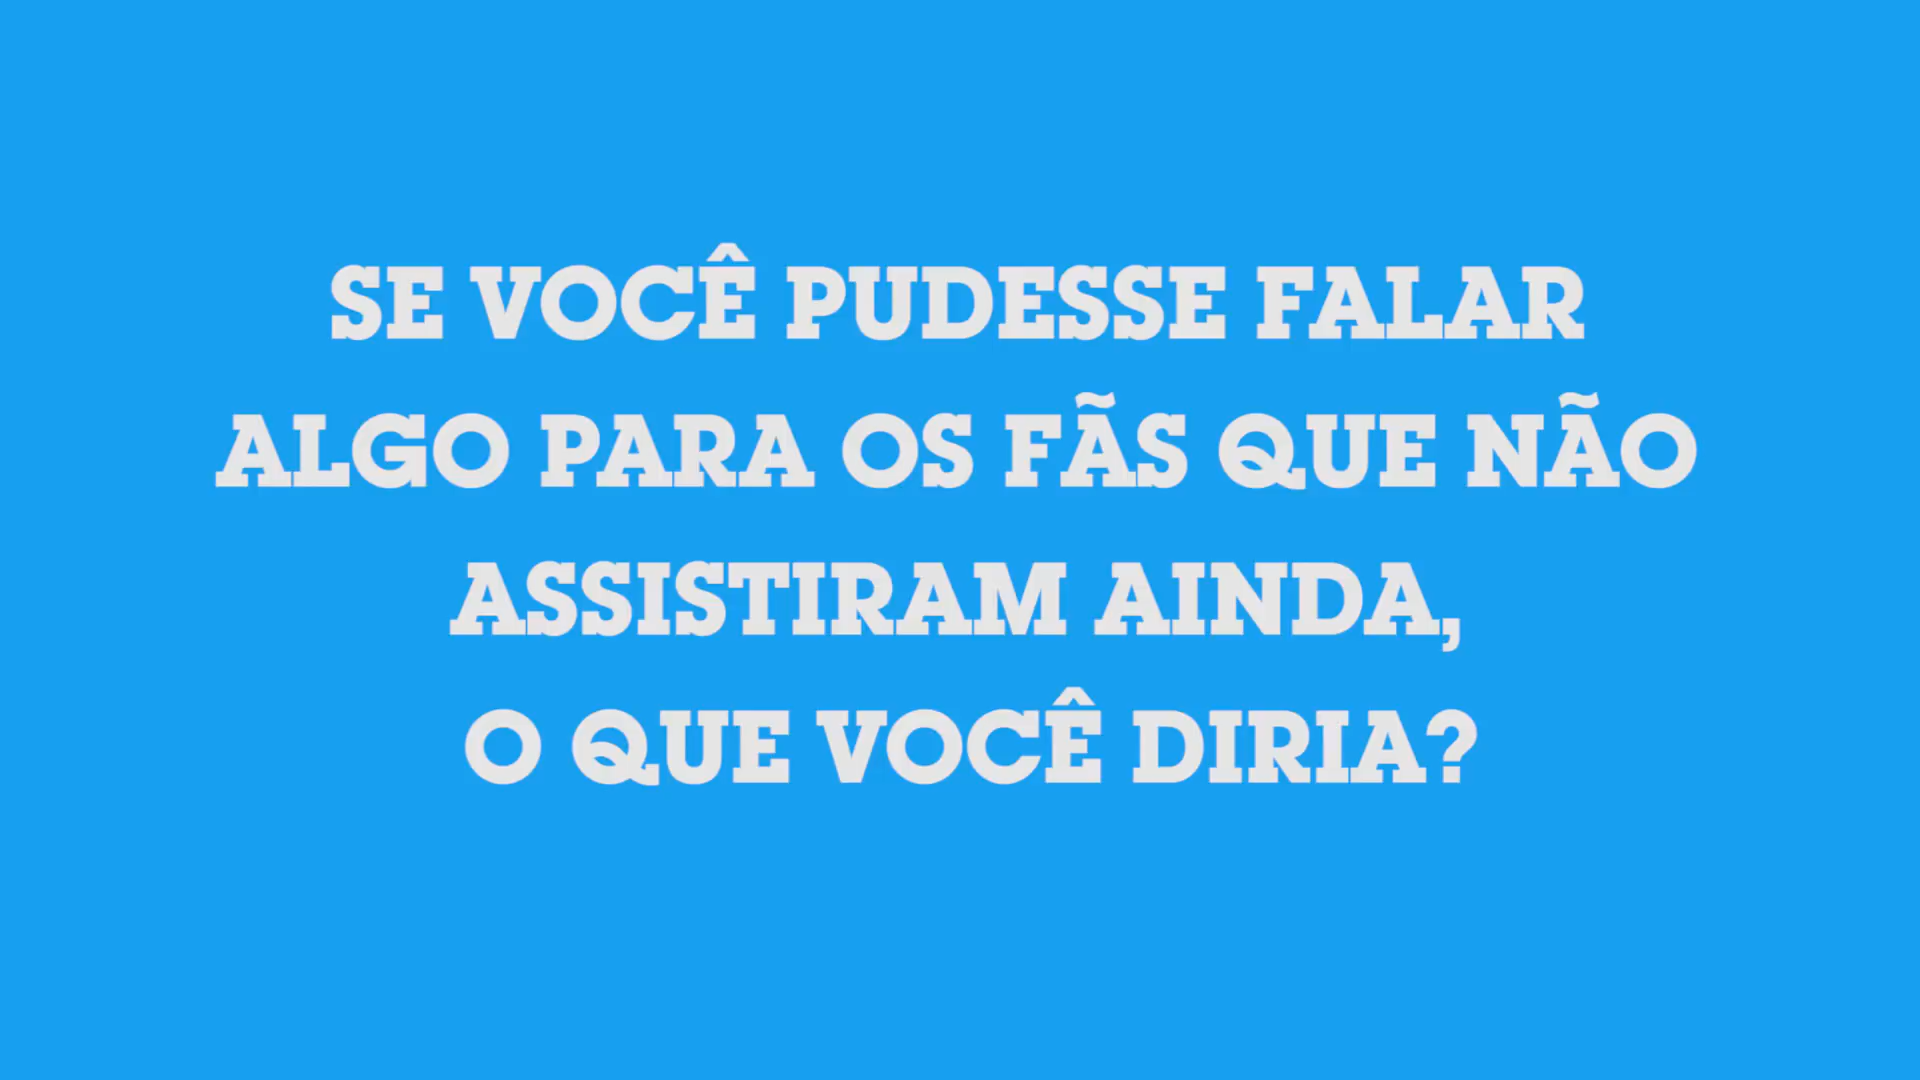 SE VOCÊ PUDESSE FALAR
ALGO PARA OS FÃS QUE NÃO
ASSISTIRAM AINDA,
O QUE VOCÊ DIRIA?